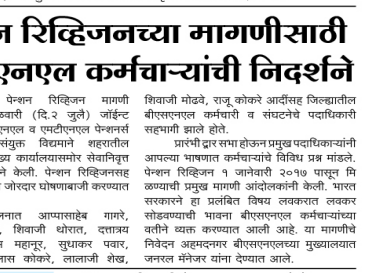 न रिव्हिजनच्या मागणीसाठी
एनएल कर्मचाऱ्यांची निदर्शने
पेन्शन रिव्हिजन मागणी
ळवारी (दि.२ जुलै) जॉईन्ट
एनएल व एमटीएनएल पेन्शनर्स
संयुक्त विद्यमाने शहरातील
ख्य कार्यालयासमोर सेवानिवृत्त
ने केली. पेन्शन रिव्हिजनसह
जोरदार घोषणाबाजी करण्यात
लनात आप्पासाहेब गागरे,
शिवाजी थोरात, दत्तात्रय
स महानूर, सुधाकर पवार,
लास कोकरे, लालाजी शेख,
शिवाजी मोढवे, राजू कोकरे आदींसह जिल्ह्यातील
बीएसएनएल कर्मचारी व संघटनेचे पदाधिकारी
सहभागी झाले होते.
प्रारंभी द्वार सभा होऊन प्रमुख पदाधिकाऱ्यांनी
आपल्या भाषणात कर्मचाऱ्यांचे विविध प्रश्न मांडले.
पेन्शन रिव्हिजन १ जानेवारी २०१७ पासून मि
ळण्याची प्रमुख मागणी आंदोलकांनी केली. भारत
सरकारने हा प्रलंबित विषय लवकरात लवकर
सोडवण्याची भावना बीएसएनएल कर्मचाऱ्यांच्या
वतीने व्यक्त करण्यात आली आहे. या मागणीचे
निवेदन अहमदनगर बीएसएनएलच्या मुख्यालयात
जनरल मॅनेजर यांना देण्यात आले.